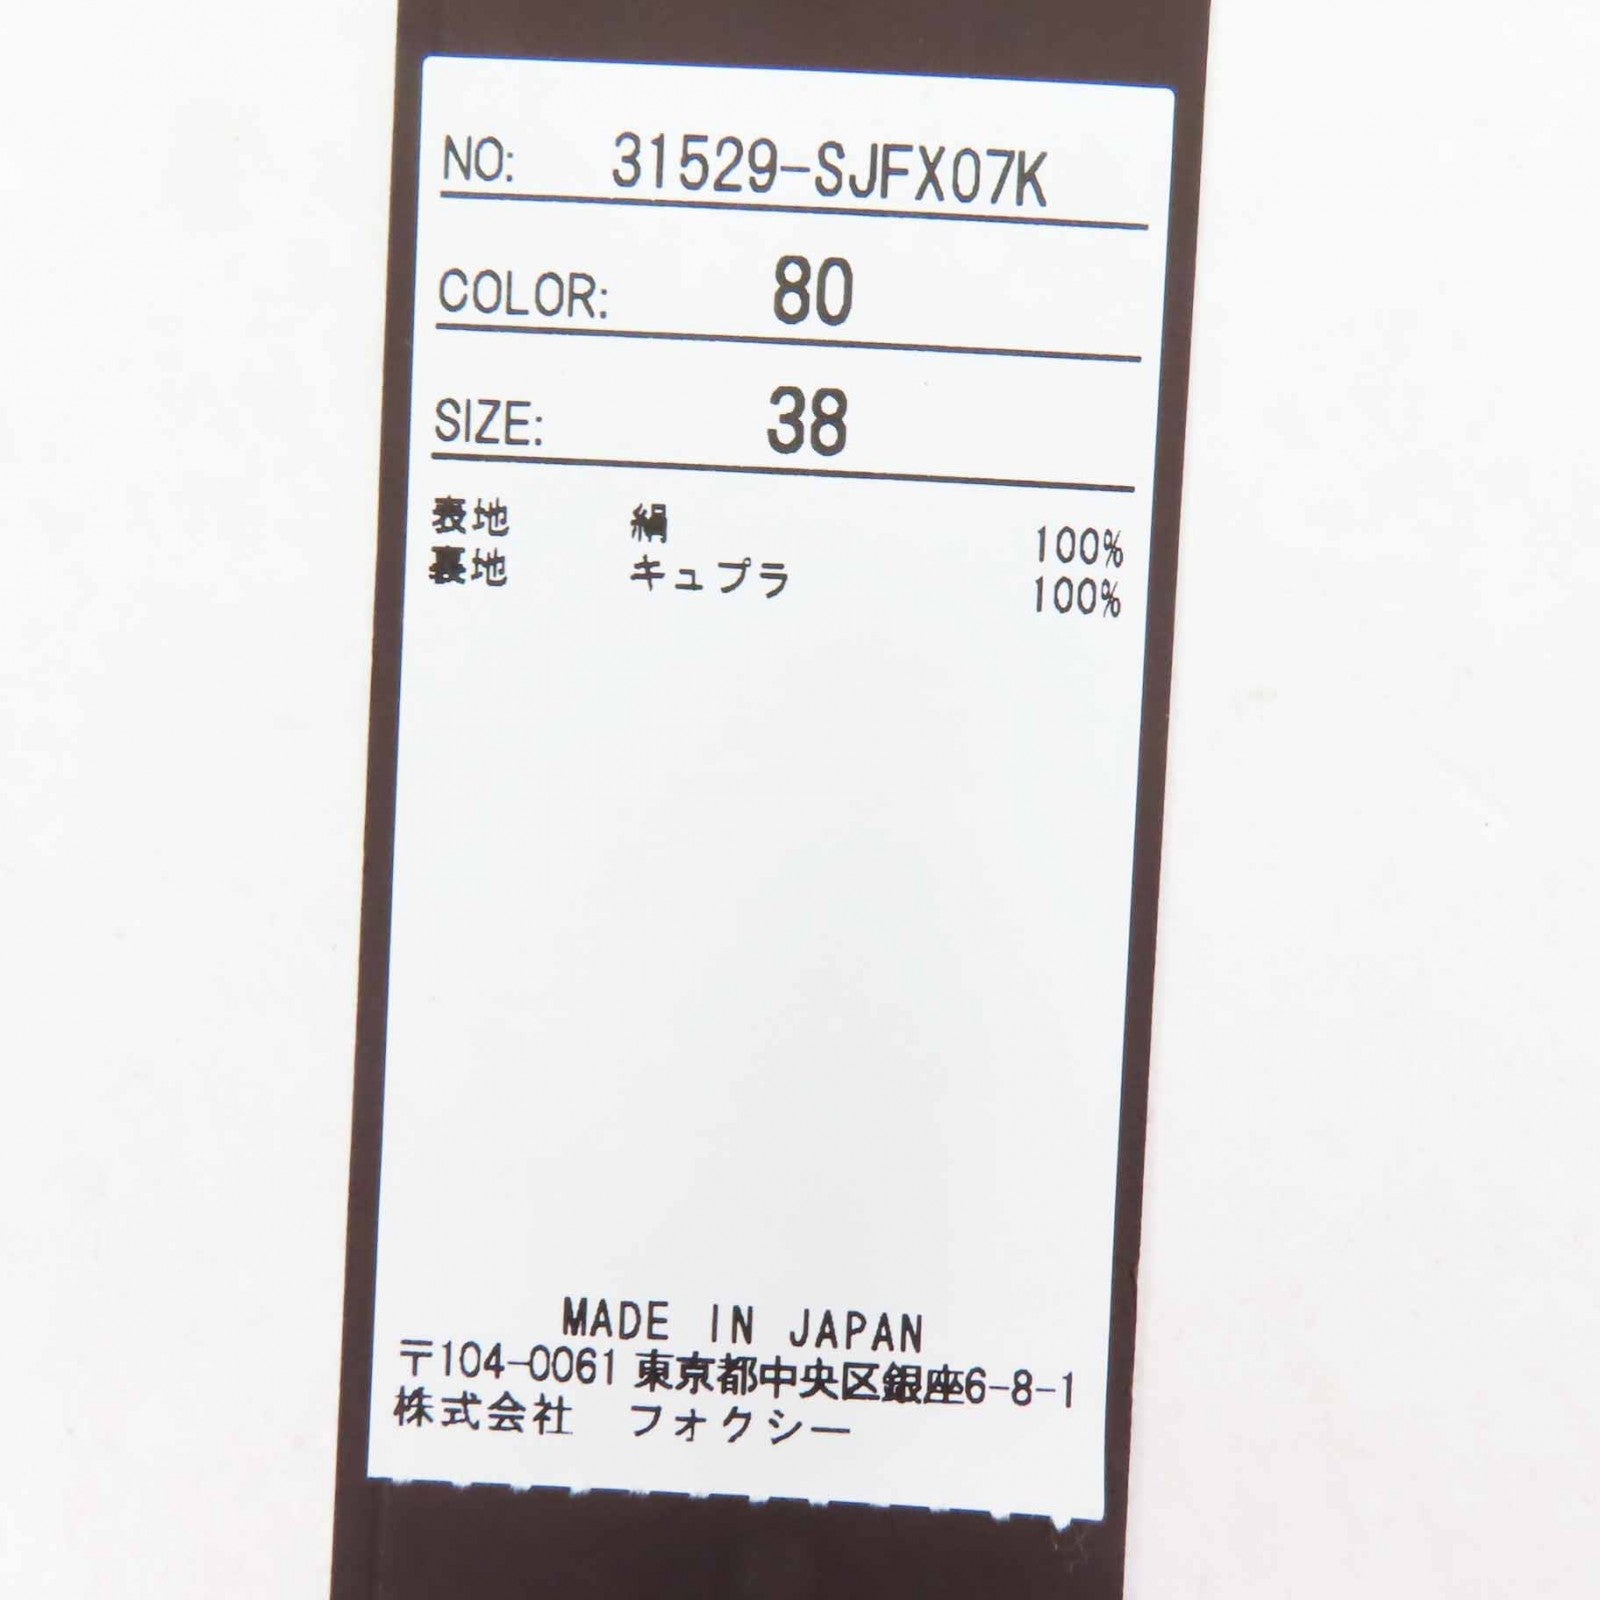 NO: 31529-SJFX07K
COLOR: 80
SIZE: 38
表地 絹 100%
裏地 キュプラ 100%
MADE IN JAPAN
〒104-0061 東京都中央区銀座6-8-1
株式会社 フォクシー